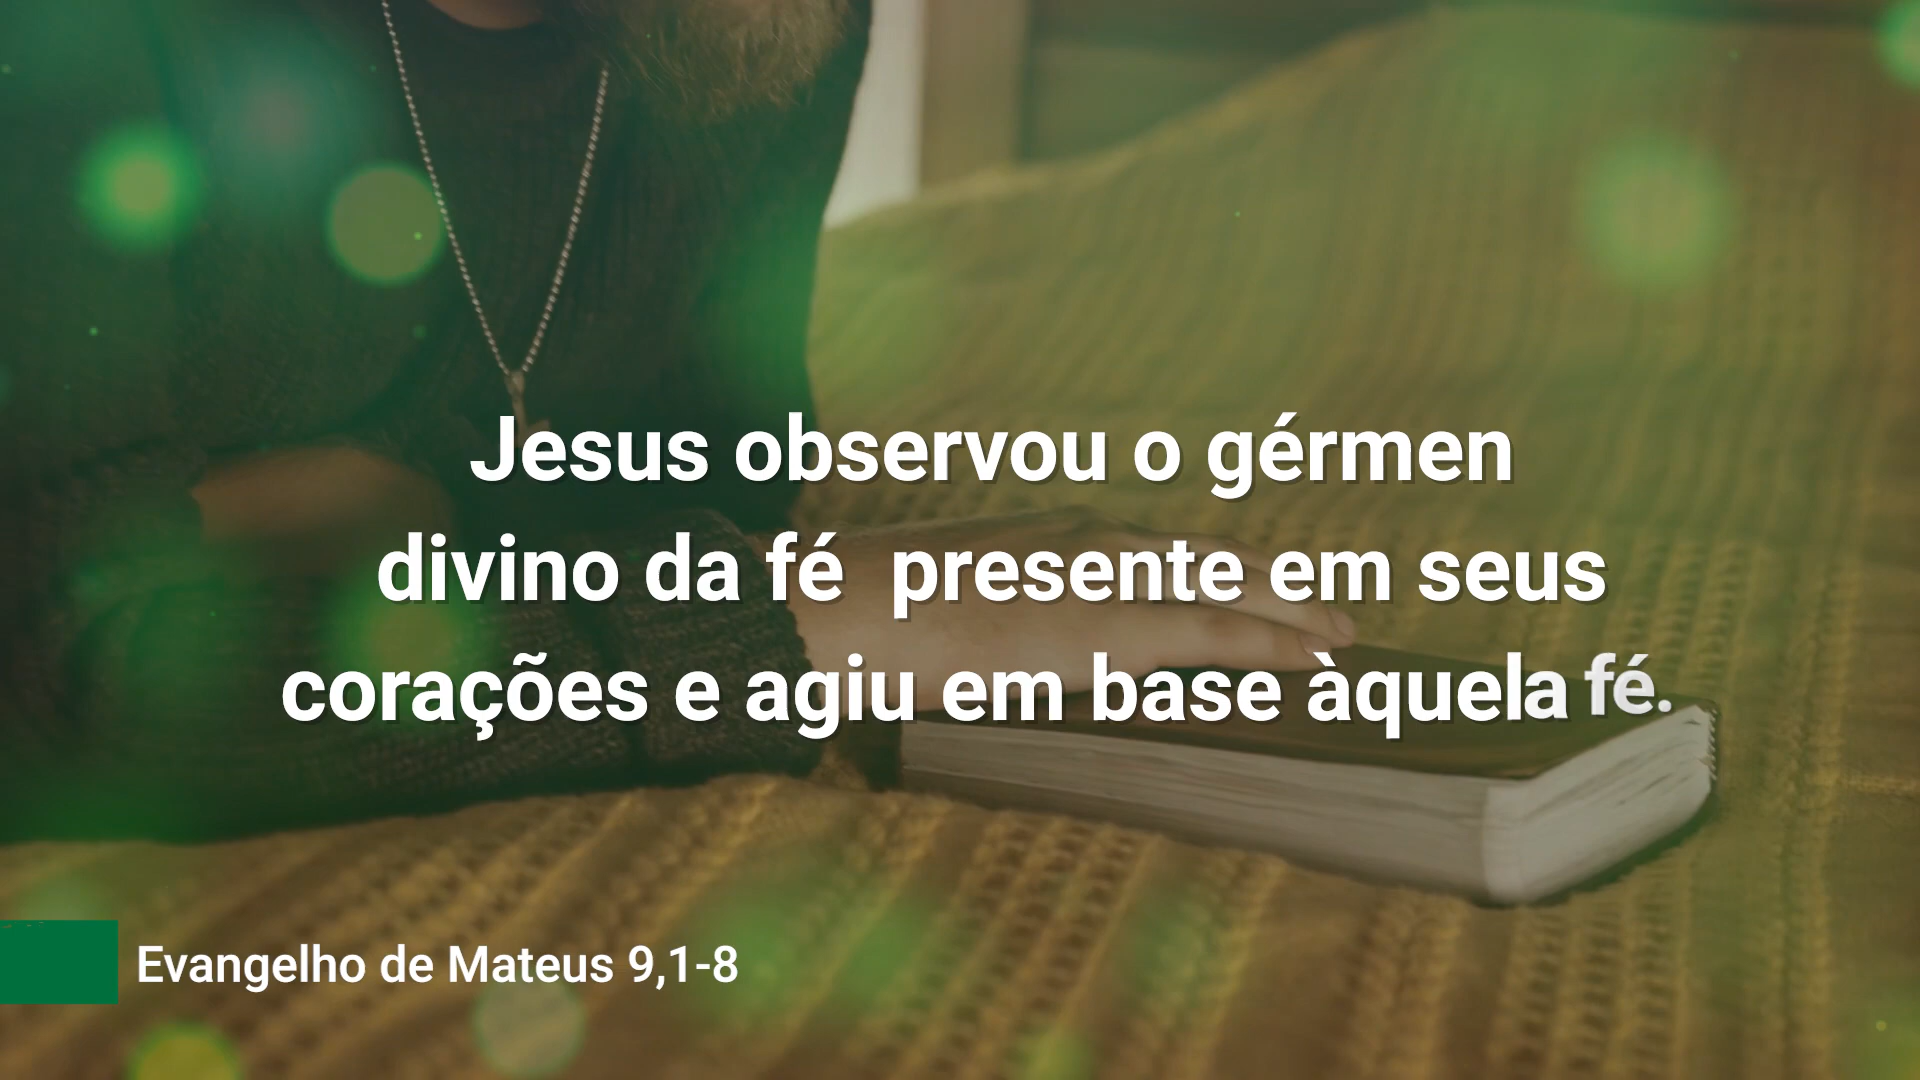 Jesus observou o gérmen
divino da fé  presente em seus
corações e agiu em base àquela fé.
Evangelho de Mateus 9,1-8